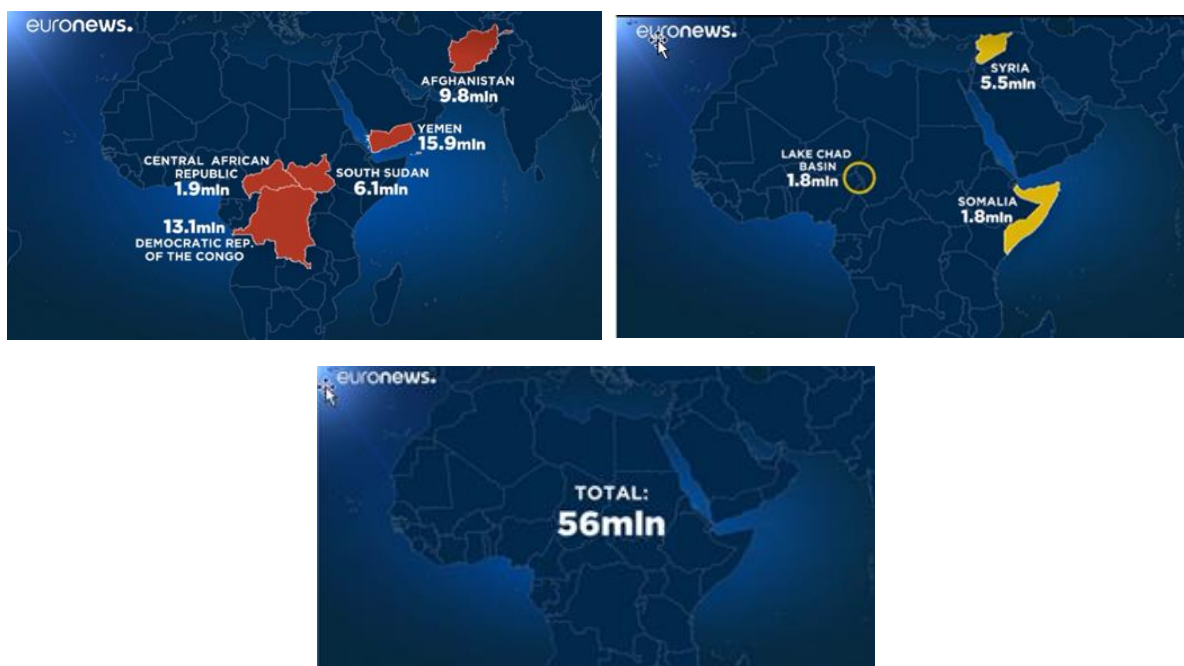 euronews.
AFGHANISTAN
9.8mln
YEMEN
15.9mln
CENTRAL AFRICAN
REPUBLIC
1.9mln
SOUTH SUDAN
6.1mln
13.1mln
DEMOCRATIC REP.
OF THE CONGO
euronews.
SYRIA
5.5mln
LAKE CHAD
BASIN
1.8mln
SOMALIA
1.8mln
euronews.
TOTAL:
56mln